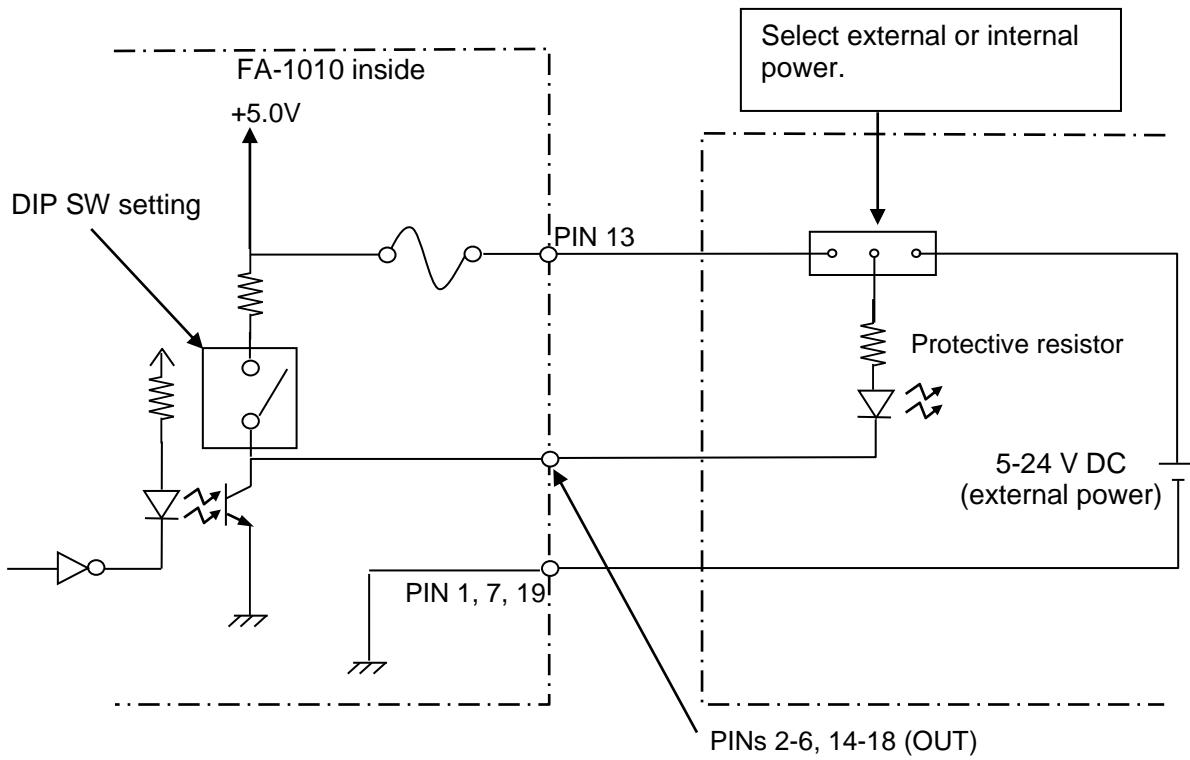 Select external or internal
power.
FA-1010 inside
+5.0V
DIP SW setting
PIN 13
Protective resistor
5-24 V DC
(external power)
PIN 1, 7, 19
PINs 2-6, 14-18 (OUT)